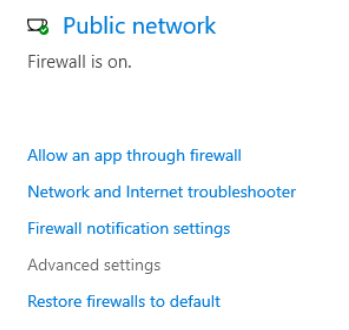 Public network
Firewall is on.
Allow an app through firewall
Network and Internet troubleshooter
Firewall notification settings
Advanced settings
Restore firewalls to default